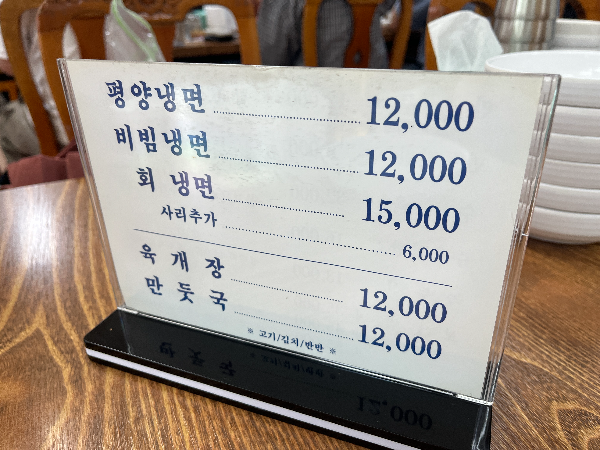 평양냉면 12,000
비빔냉면 12,000
회 냉면 15,000
사리추가 6,000
육 개 장 12,000
만 둣 국 12,000
※ 고기/김치/반반 ※